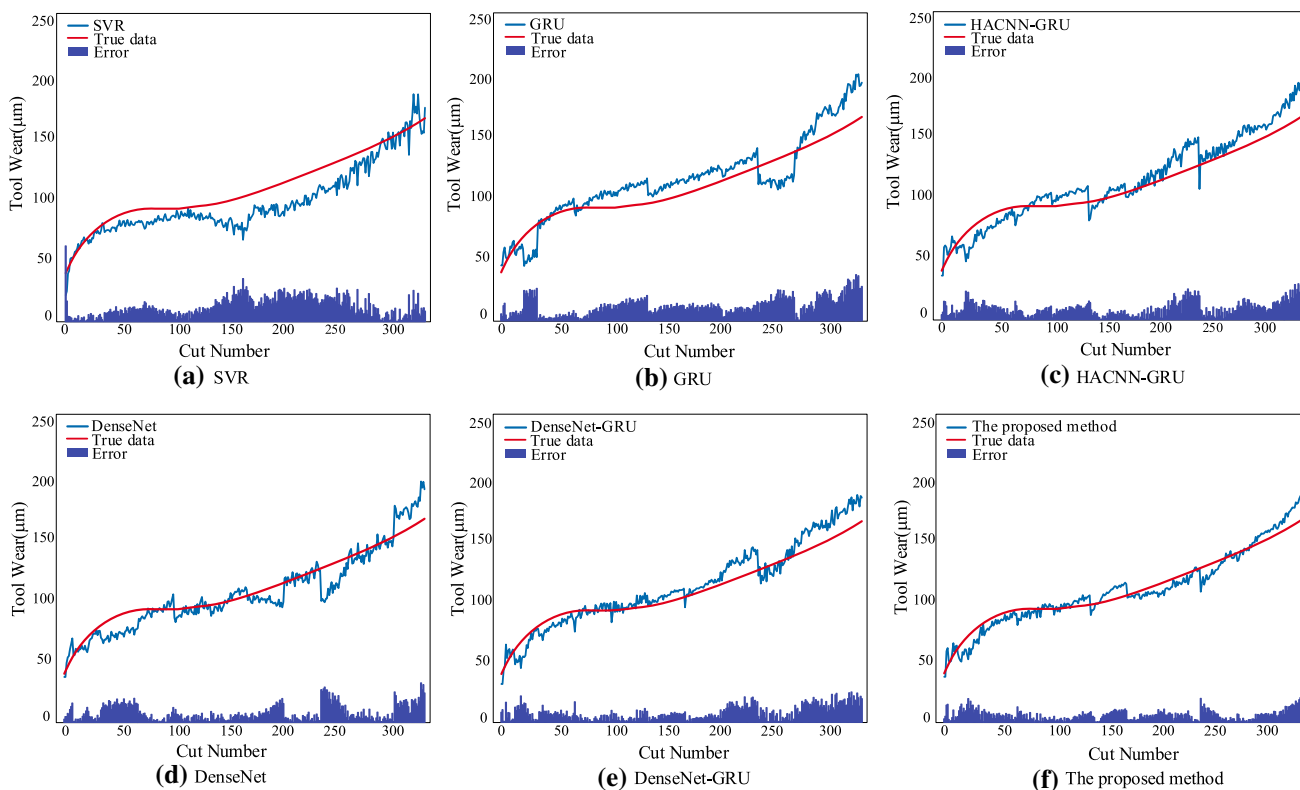 250
200
150
100
50
0
Tool Wear(μm)
SVR
True data
Error
0 50 100 150 200 250 300
Cut Number
(a) SVR
250
200
150
100
50
0
Tool Wear(μm)
GRU
True data
Error
0 50 100 150 200 250 300
Cut Number
(b) GRU
250
200
150
100
50
0
Tool Wear(μm)
HACNN-GRU
True data
Error
0 50 100 150 200 250 300
Cut Number
(c) HACNN-GRU
250
200
150
100
50
0
Tool Wear(μm)
DenseNet
True data
Error
0 50 100 150 200 250 300
Cut Number
(d) DenseNet
250
200
150
100
50
0
Tool Wear(μm)
DenseNet-GRU
True data
Error
0 50 100 150 200 250 300
Cut Number
(e) DenseNet-GRU
250
200
150
100
50
0
Tool Wear(μm)
The proposed method
True data
Error
0 50 100 150 200 250 300
Cut Number
(f) The proposed method